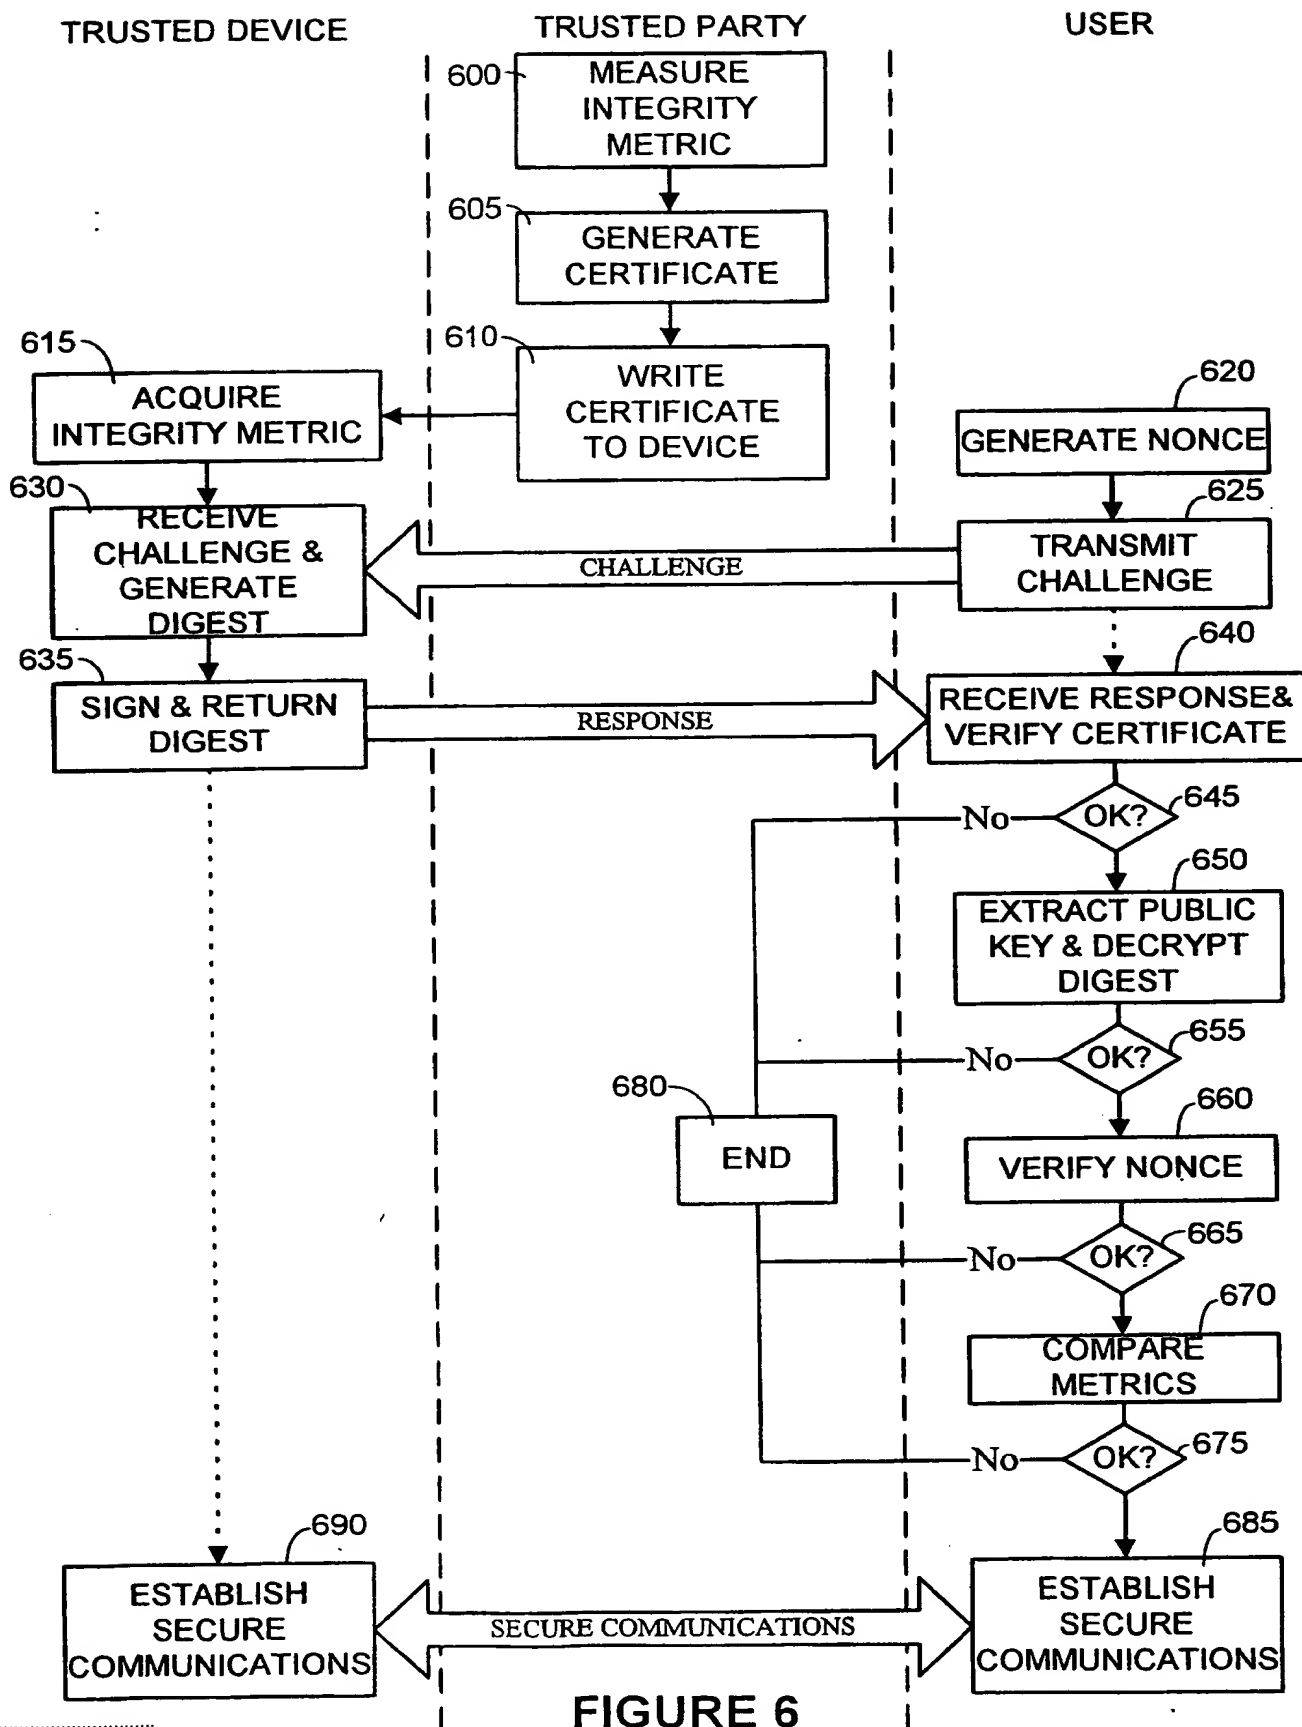 TRUSTED DEVICE
TRUSTED PARTY
USER
600
MEASURE
INTEGRITY
METRIC
605
GENERATE
CERTIFICATE
610
WRITE
CERTIFICATE
TO DEVICE
615
ACQUIRE
INTEGRITY METRIC
620
GENERATE NONCE
625
TRANSMIT
CHALLENGE
CHALLENGE
630
RECEIVE
CHALLENGE &
GENERATE
DIGEST
635
SIGN & RETURN
DIGEST
RESPONSE
640
RECEIVE RESPONSE&
VERIFY CERTIFICATE
645
OK?
No
650
EXTRACT PUBLIC
KEY & DECRYPT
DIGEST
655
OK?
No
680
END
660
VERIFY NONCE
665
OK?
No
670
COMPARE
METRICS
675
OK?
No
690
ESTABLISH
SECURE
COMMUNICATIONS
SECURE COMMUNICATIONS
685
ESTABLISH
SECURE
COMMUNICATIONS
FIGURE 6